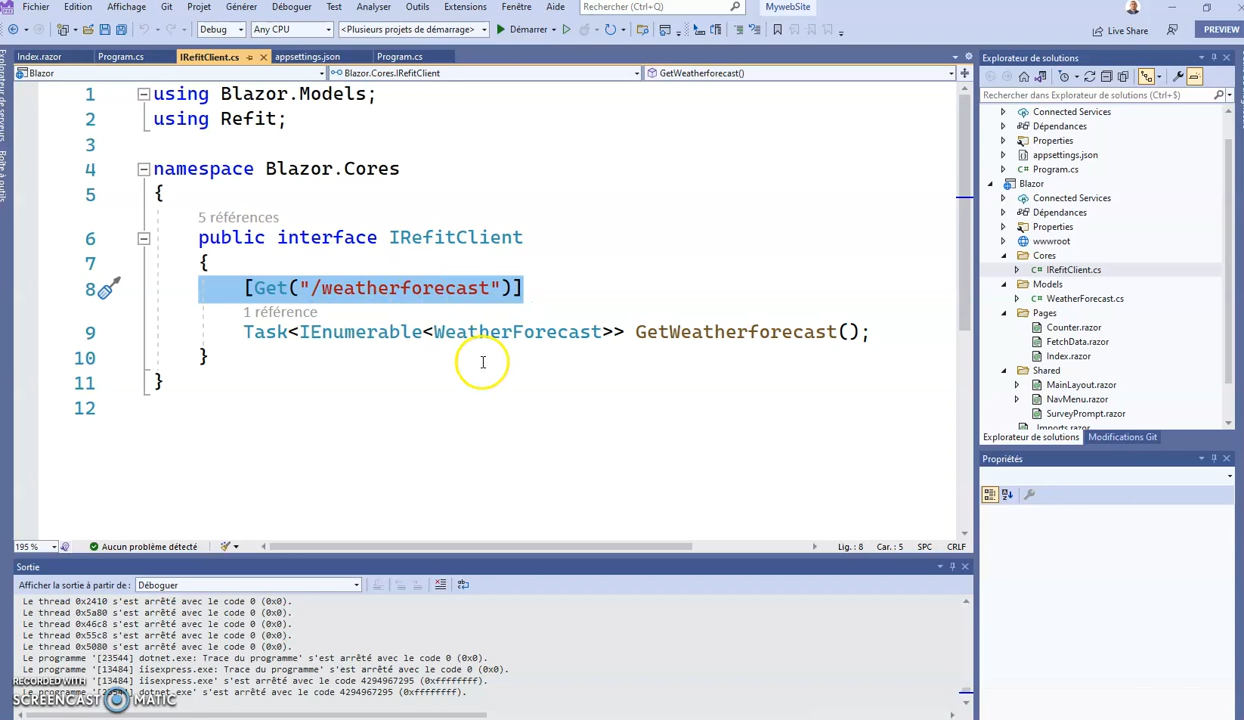 Fichier Edition Affichage Git Projet Générer Déboguer Test Analyser Outils Extensions Fenêtre Aide Rechercher (Ctrl+Q) MywebSite
Debug Any CPU <Plusieurs projets de démarrage> Démarrer Live Share PREVIEW
Index.razor Program.cs IRefitClient.cs appsettings.json Program.cs
Blazor Blazor.Cores.IRefitClient GetWeatherforecast()
Explorateur de serveurs
Boîte à outils
1 using Blazor.Models;
2 using Refit;
3
4 namespace Blazor.Cores
5 {
5 références
6 public interface IRefitClient
7 {
8 [Get("/weatherforecast")]
1 référence
9 Task<IEnumerable<WeatherForecast>> GetWeatherforecast();
10 }
11 }
12
195 % Aucun problème détecté Lig. : 8 Car. : 5 SPC CRLF
Sortie
Afficher la sortie à partir de : Déboguer
Le thread 0x2410 s'est arrêté avec le code 0 (0x0).
Le thread 0x5a80 s'est arrêté avec le code 0 (0x0).
Le thread 0x46c8 s'est arrêté avec le code 0 (0x0).
Le thread 0x55c8 s'est arrêté avec le code 0 (0x0).
Le thread 0x5080 s'est arrêté avec le code 0 (0x0).
Le programme '[23544] dotnet.exe: Trace du programme' s'est arrêté avec le code 0 (0x0).
Le programme '[13484] iisexpress.exe: Trace du programme' s'est arrêté avec le code 0 (0x0).
Le programme '[13484] iisexpress.exe' s'est arrêté avec le code 4294967295 (0xffffffff).
dotnet.exe' s'est arrêté avec le code 4294967295 (0xffffffff).
RECORDED WITH
SCREENCAST MATIC
Explorateur de solutions
Rechercher dans Explorateur de solutions (Ctrl+$)
Connected Services
Dépendances
Properties
appsettings.json
Program.cs
Blazor
Connected Services
Dépendances
Properties
wwwroot
Cores
IRefitClient.cs
Models
WeatherForecast.cs
Pages
Counter.razor
FetchData.razor
Index.razor
Shared
MainLayout.razor
NavMenu.razor
SurveyPrompt.razor
_Imports.razor
Explorateur de solutions Modifications Git
Propriétés